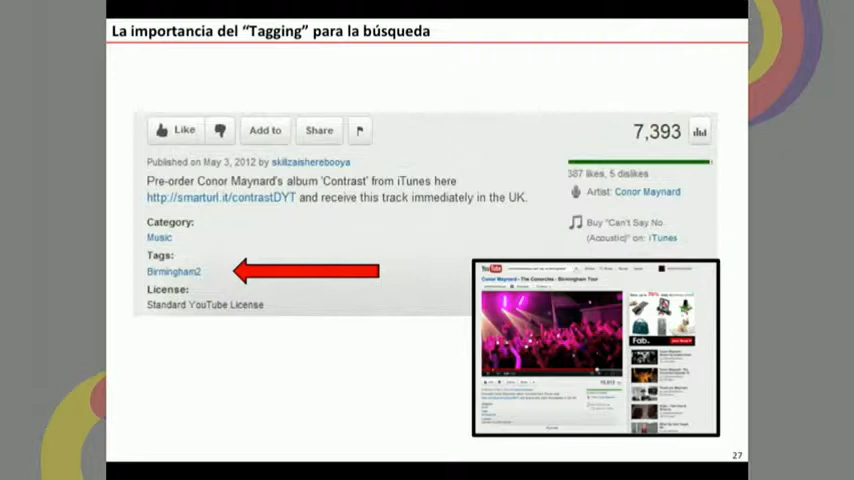 La importancia del “Tagging” para la búsqueda
Like
Add to
Share
7,393
Published on May 3, 2012 by skillzaisherebooya
Pre-order Conor Maynard's album 'Contrast' from iTunes here
http://smarturl.it/contrastDYT and receive this track immediately in the UK.
Category:
Music
Tags:
Birmingham2
License:
Standard YouTube License
387 likes, 5 dislikes
Artist: Conor Maynard
Buy "Can't Say No
(Acoustic)" on: iTunes
YouTube
Conor Maynard - The Conorcles - Birmingham Tour
Fab.
27